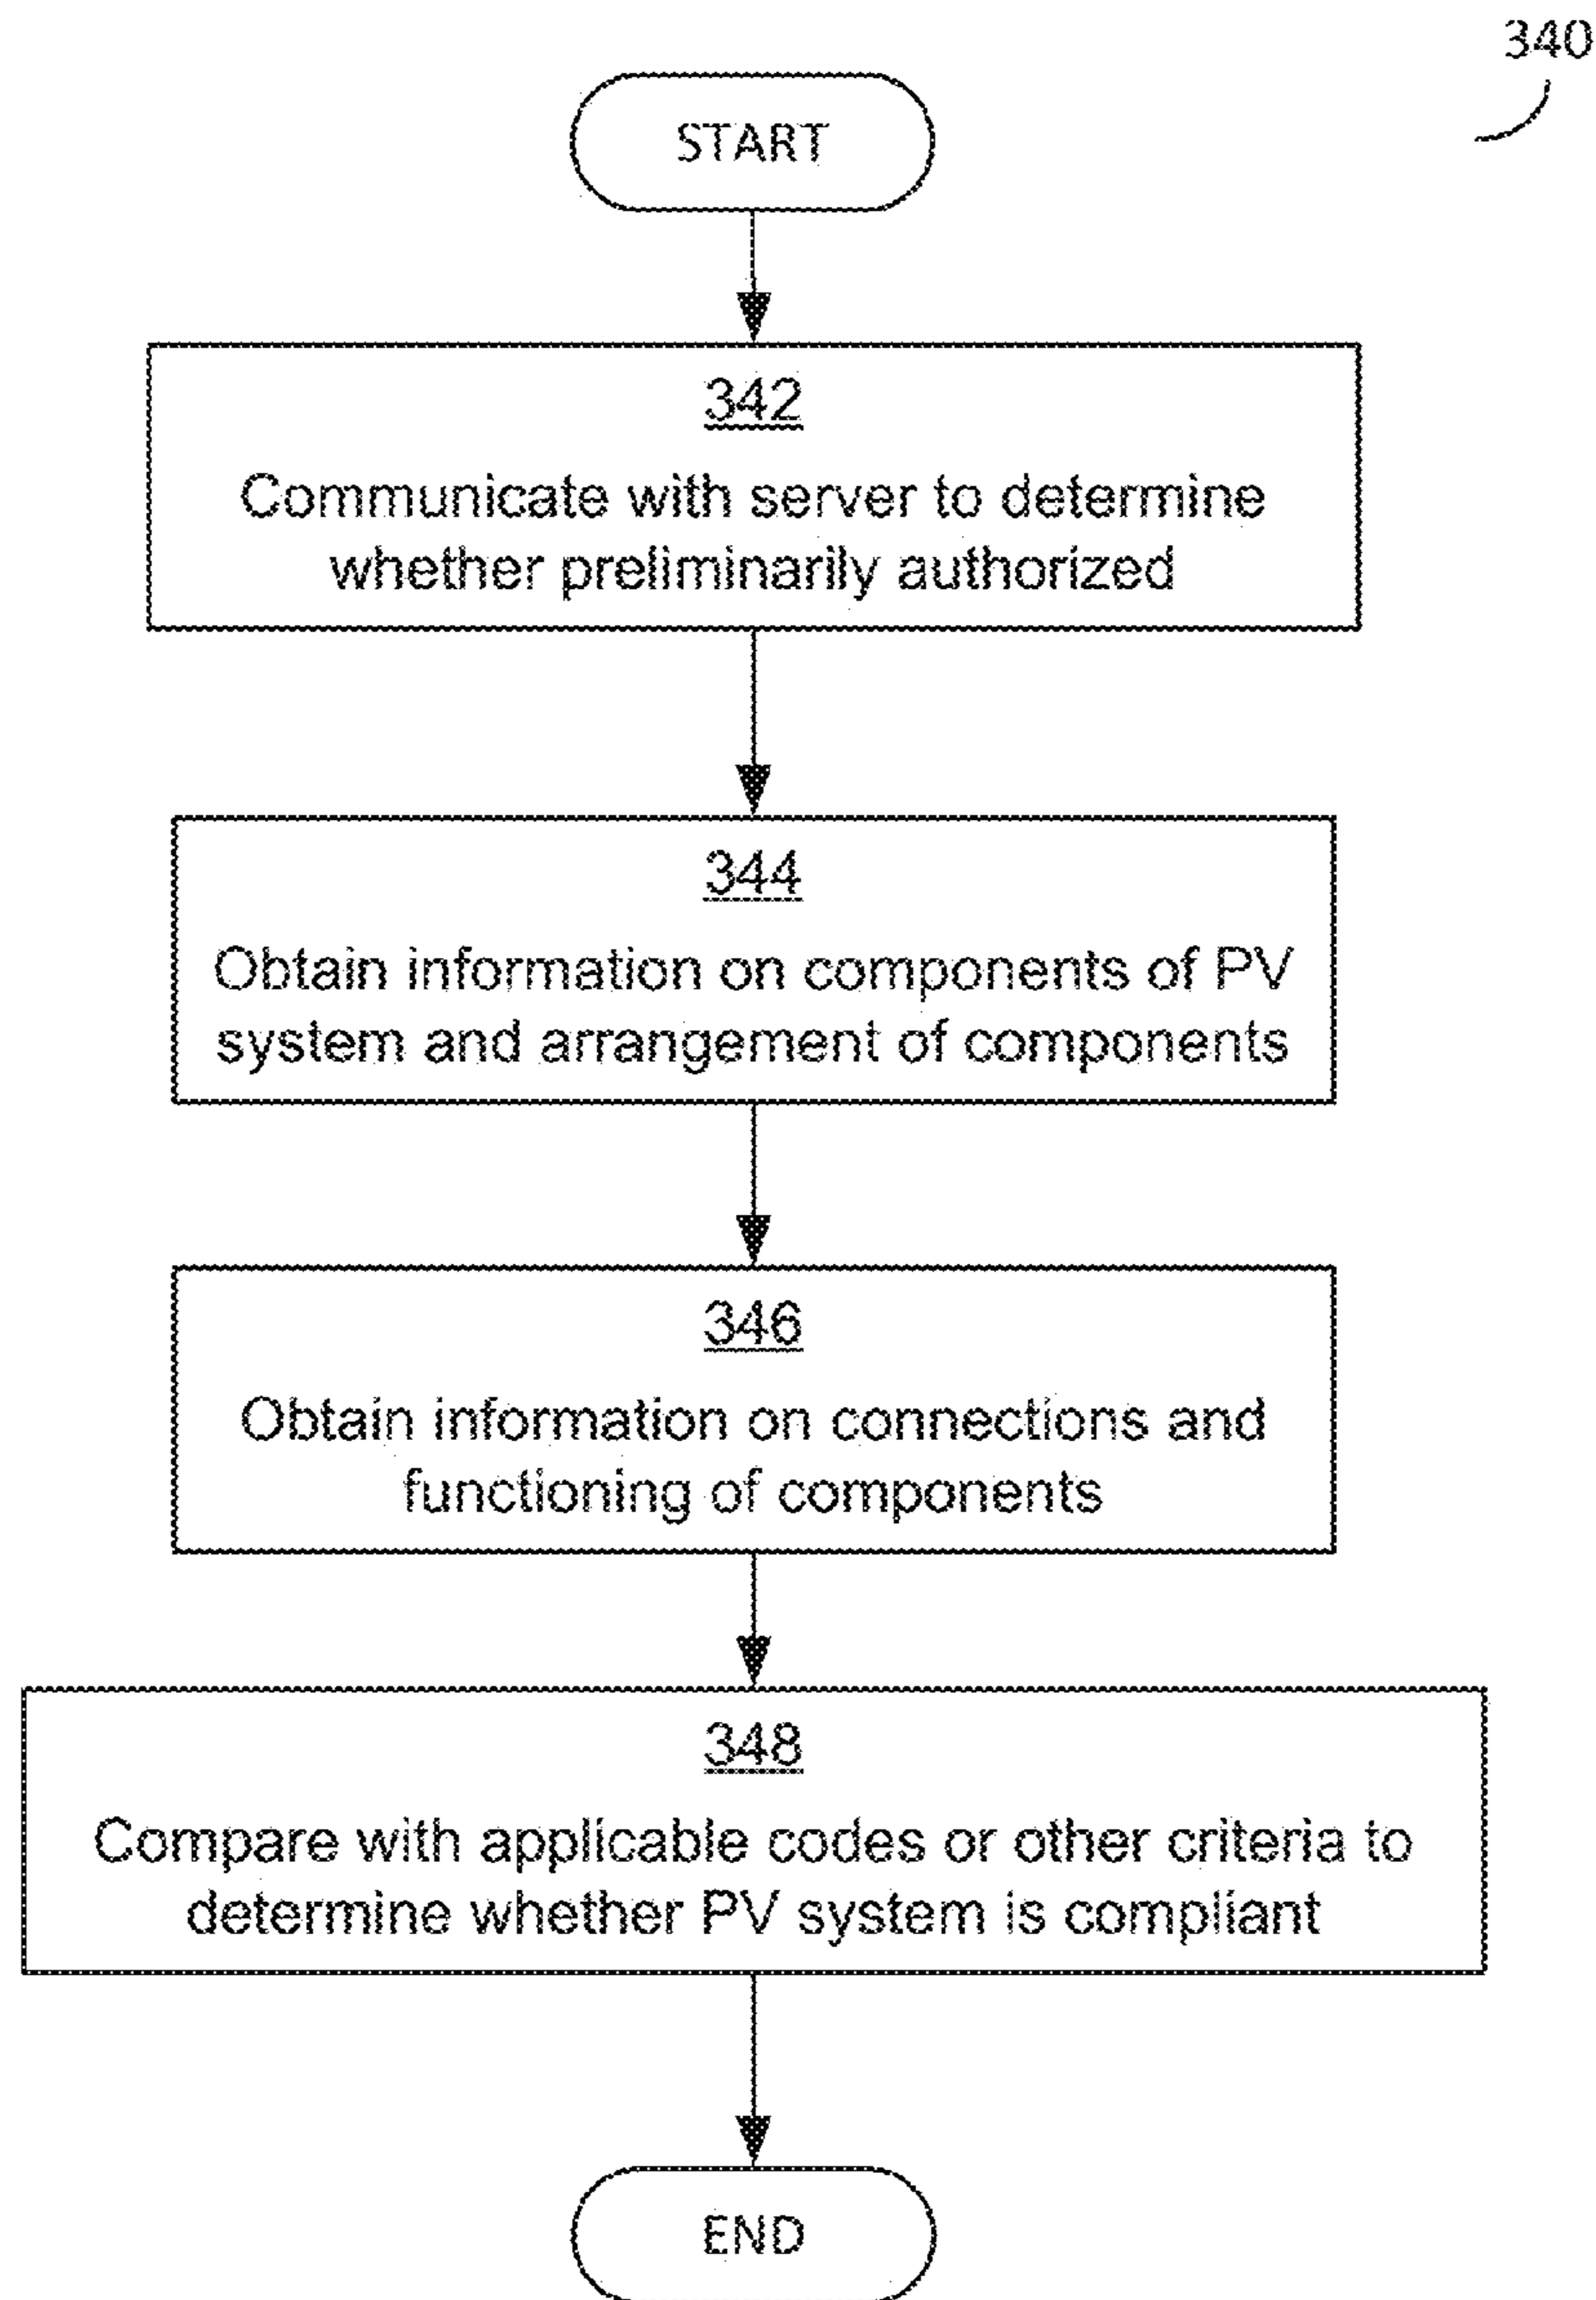 340
START
342
Communicate with server to determine
whether preliminarily authorized
344
Obtain information on components of PV
system and arrangement of components
346
Obtain information on connections and
functioning of components
348
Compare with applicable codes or other criteria to
determine whether PV system is compliant
END